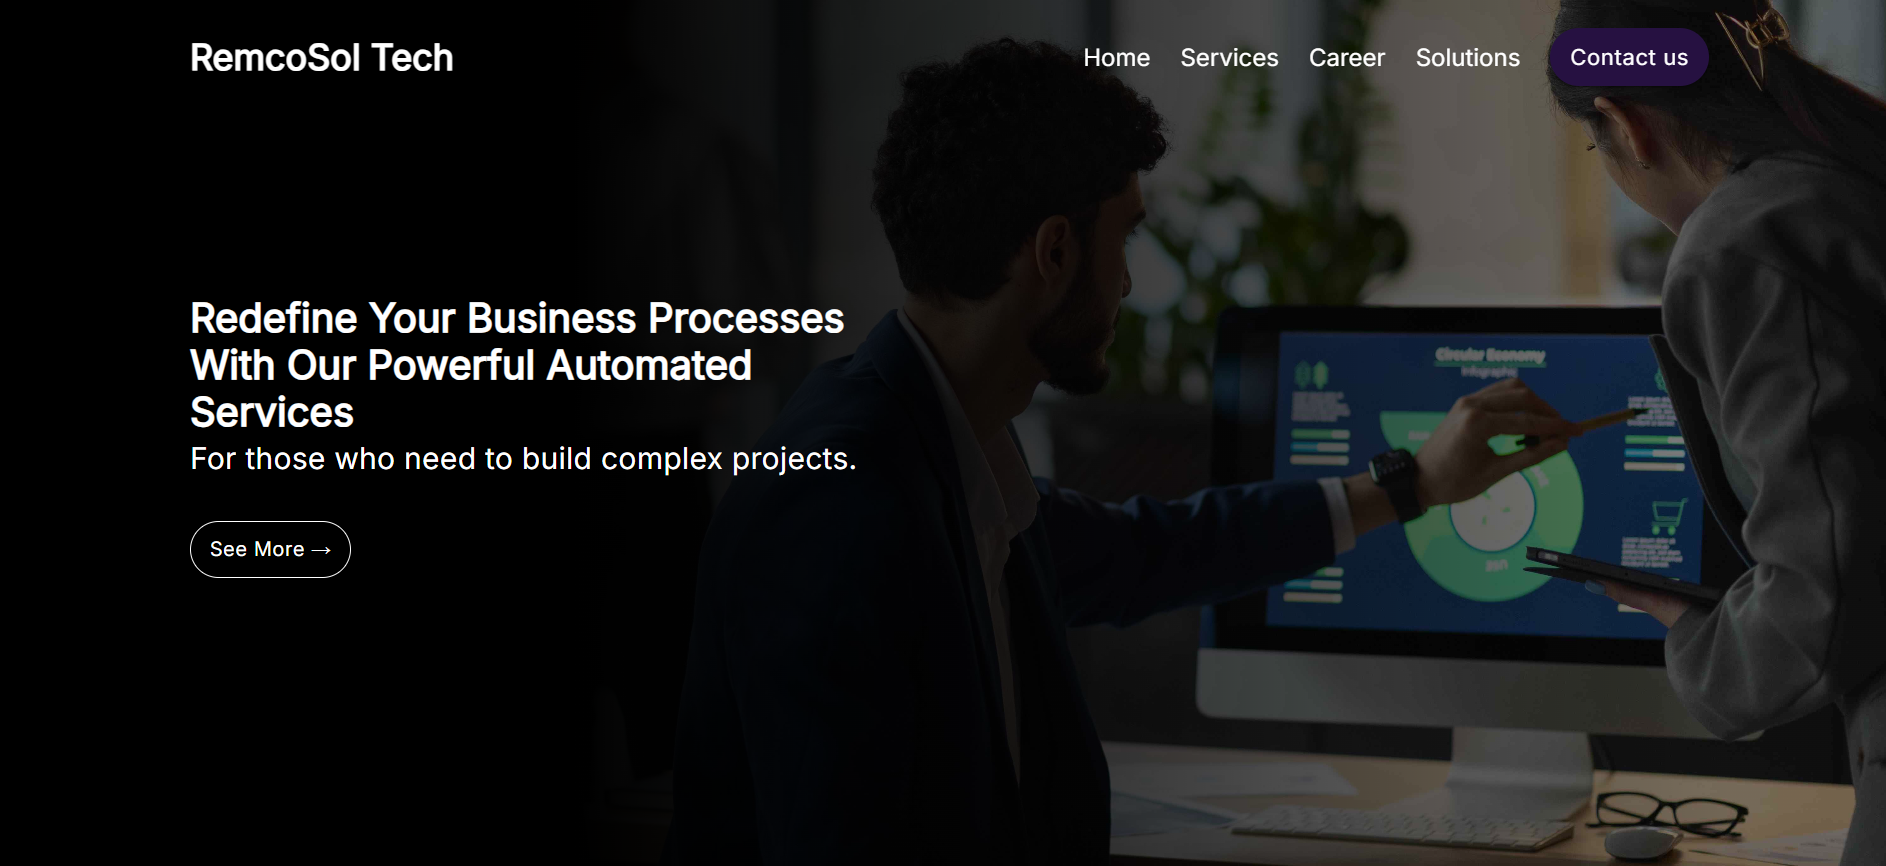 RemcoSol Tech
Home Services Career Solutions Contact us
Redefine Your Business Processes
With Our Powerful Automated
Services
For those who need to build complex projects.
See More →
Circular Economy
Infographic